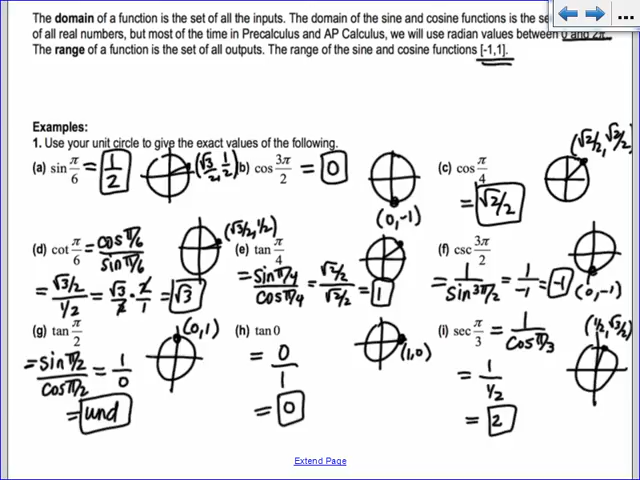 The domain of a function is the set of all the inputs. The domain of the sine and cosine functions is the se
of all real numbers, but most of the time in Precalculus and AP Calculus, we will use radian values between 0 and 2π.
The range of a function is the set of all outputs. The range of the sine and cosine functions [-1,1].
Examples:
1. Use your unit circle to give the exact values of the following.
(a) sin π/6 = 1/2 (√3/2, 1/2)
(b) cos 3π/2 = 0 (0,-1)
(c) cos π/4 (√2/2, √2/2)
= √2/2
(d) cot π/6 = cos π/6 / sin π/6 (√3/2, 1/2)
= √3/2 / 1/2 = √3/2 · 2/1 = √3
(e) tan π/4
= sin π/4 / cos π/4 = √2/2 / √2/2 = 1
(f) csc 3π/2
= 1 / sin 3π/2 = 1/-1 = -1 (0,-1)
(g) tan π/2 (0,1)
= sin π/2 / cos π/2 = 1/0
= und
(h) tan 0 (1,0)
= 0/1
= 0
(i) sec π/3 = 1 / cos π/3 (1/2, √3/2)
= 1 / 1/2
= 2
Extend Page